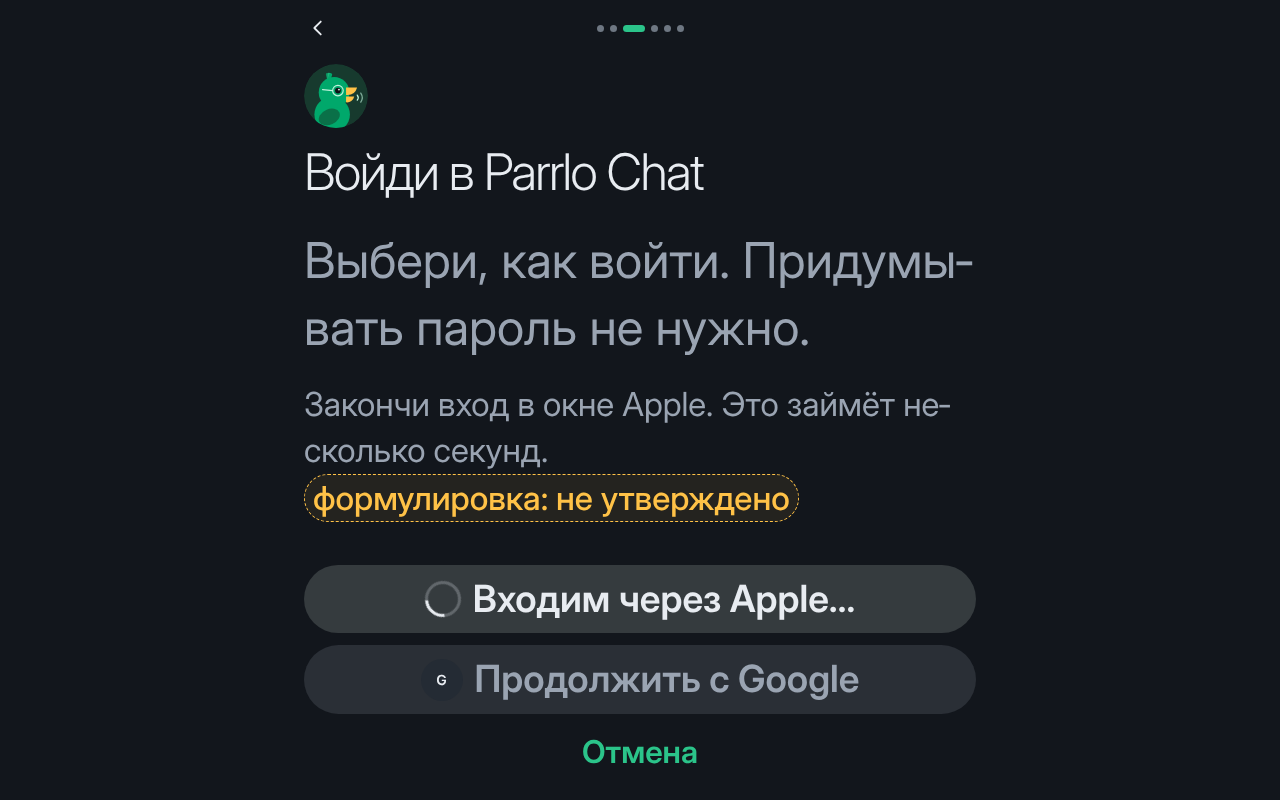 Войди в Parrlo Chat
Выбери, как войти. Придумы-
вать пароль не нужно.
Закончи вход в окне Apple. Это займёт не-
сколько секунд.
формулировка: не утверждено
Входим через Apple…
G Продолжить с Google
Отмена